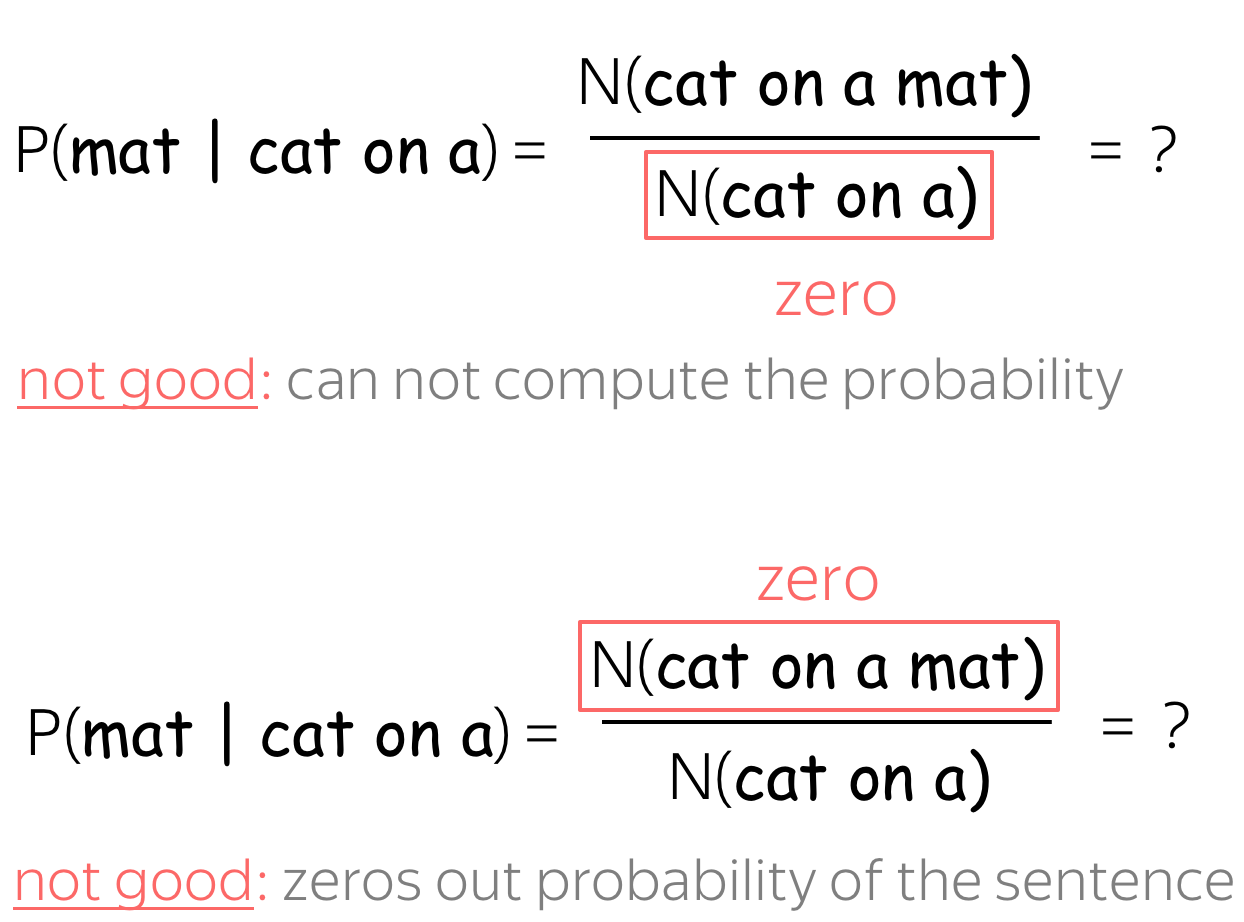 N(cat on a mat)
P(mat | cat on a) = = ?
N(cat on a)
zero
not good: can not compute the probability
zero
N(cat on a mat)
P(mat | cat on a) = = ?
N(cat on a)
not good: zeros out probability of the sentence